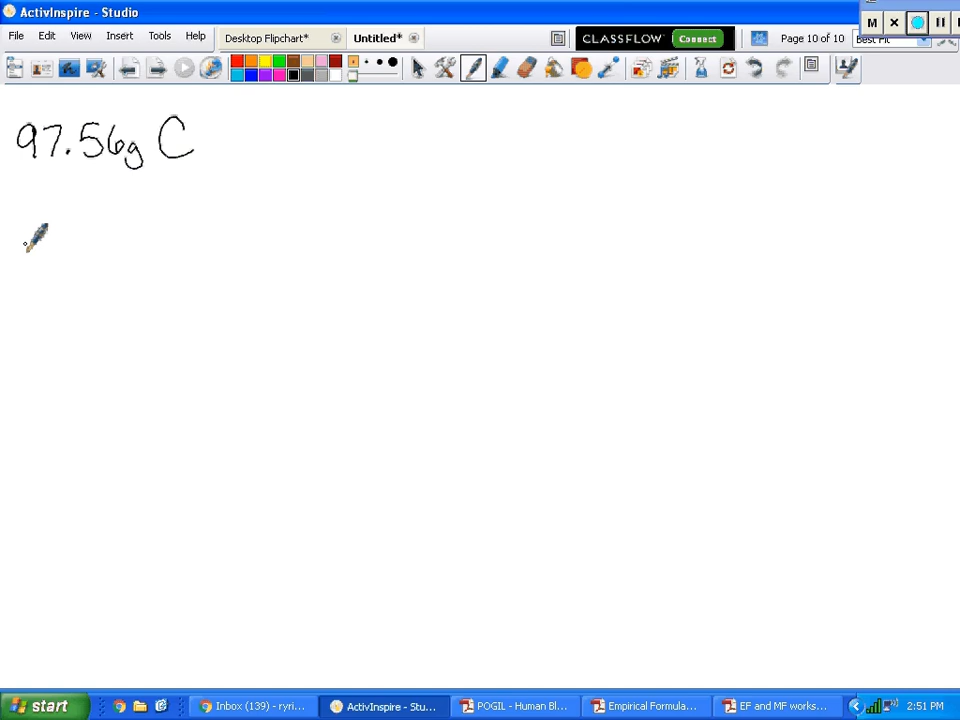 ActivInspire - Studio
M
File Edit View Insert Tools Help
Desktop Flipchart*
Untitled*
CLASSFLOW Connect
Page 10 of 10
Best Fit
97.56g C
start
Inbox (139) - ryri...
ActivInspire - Stu...
POGIL - Human Bl...
Empirical Formula...
EF and MF works...
2:51 PM